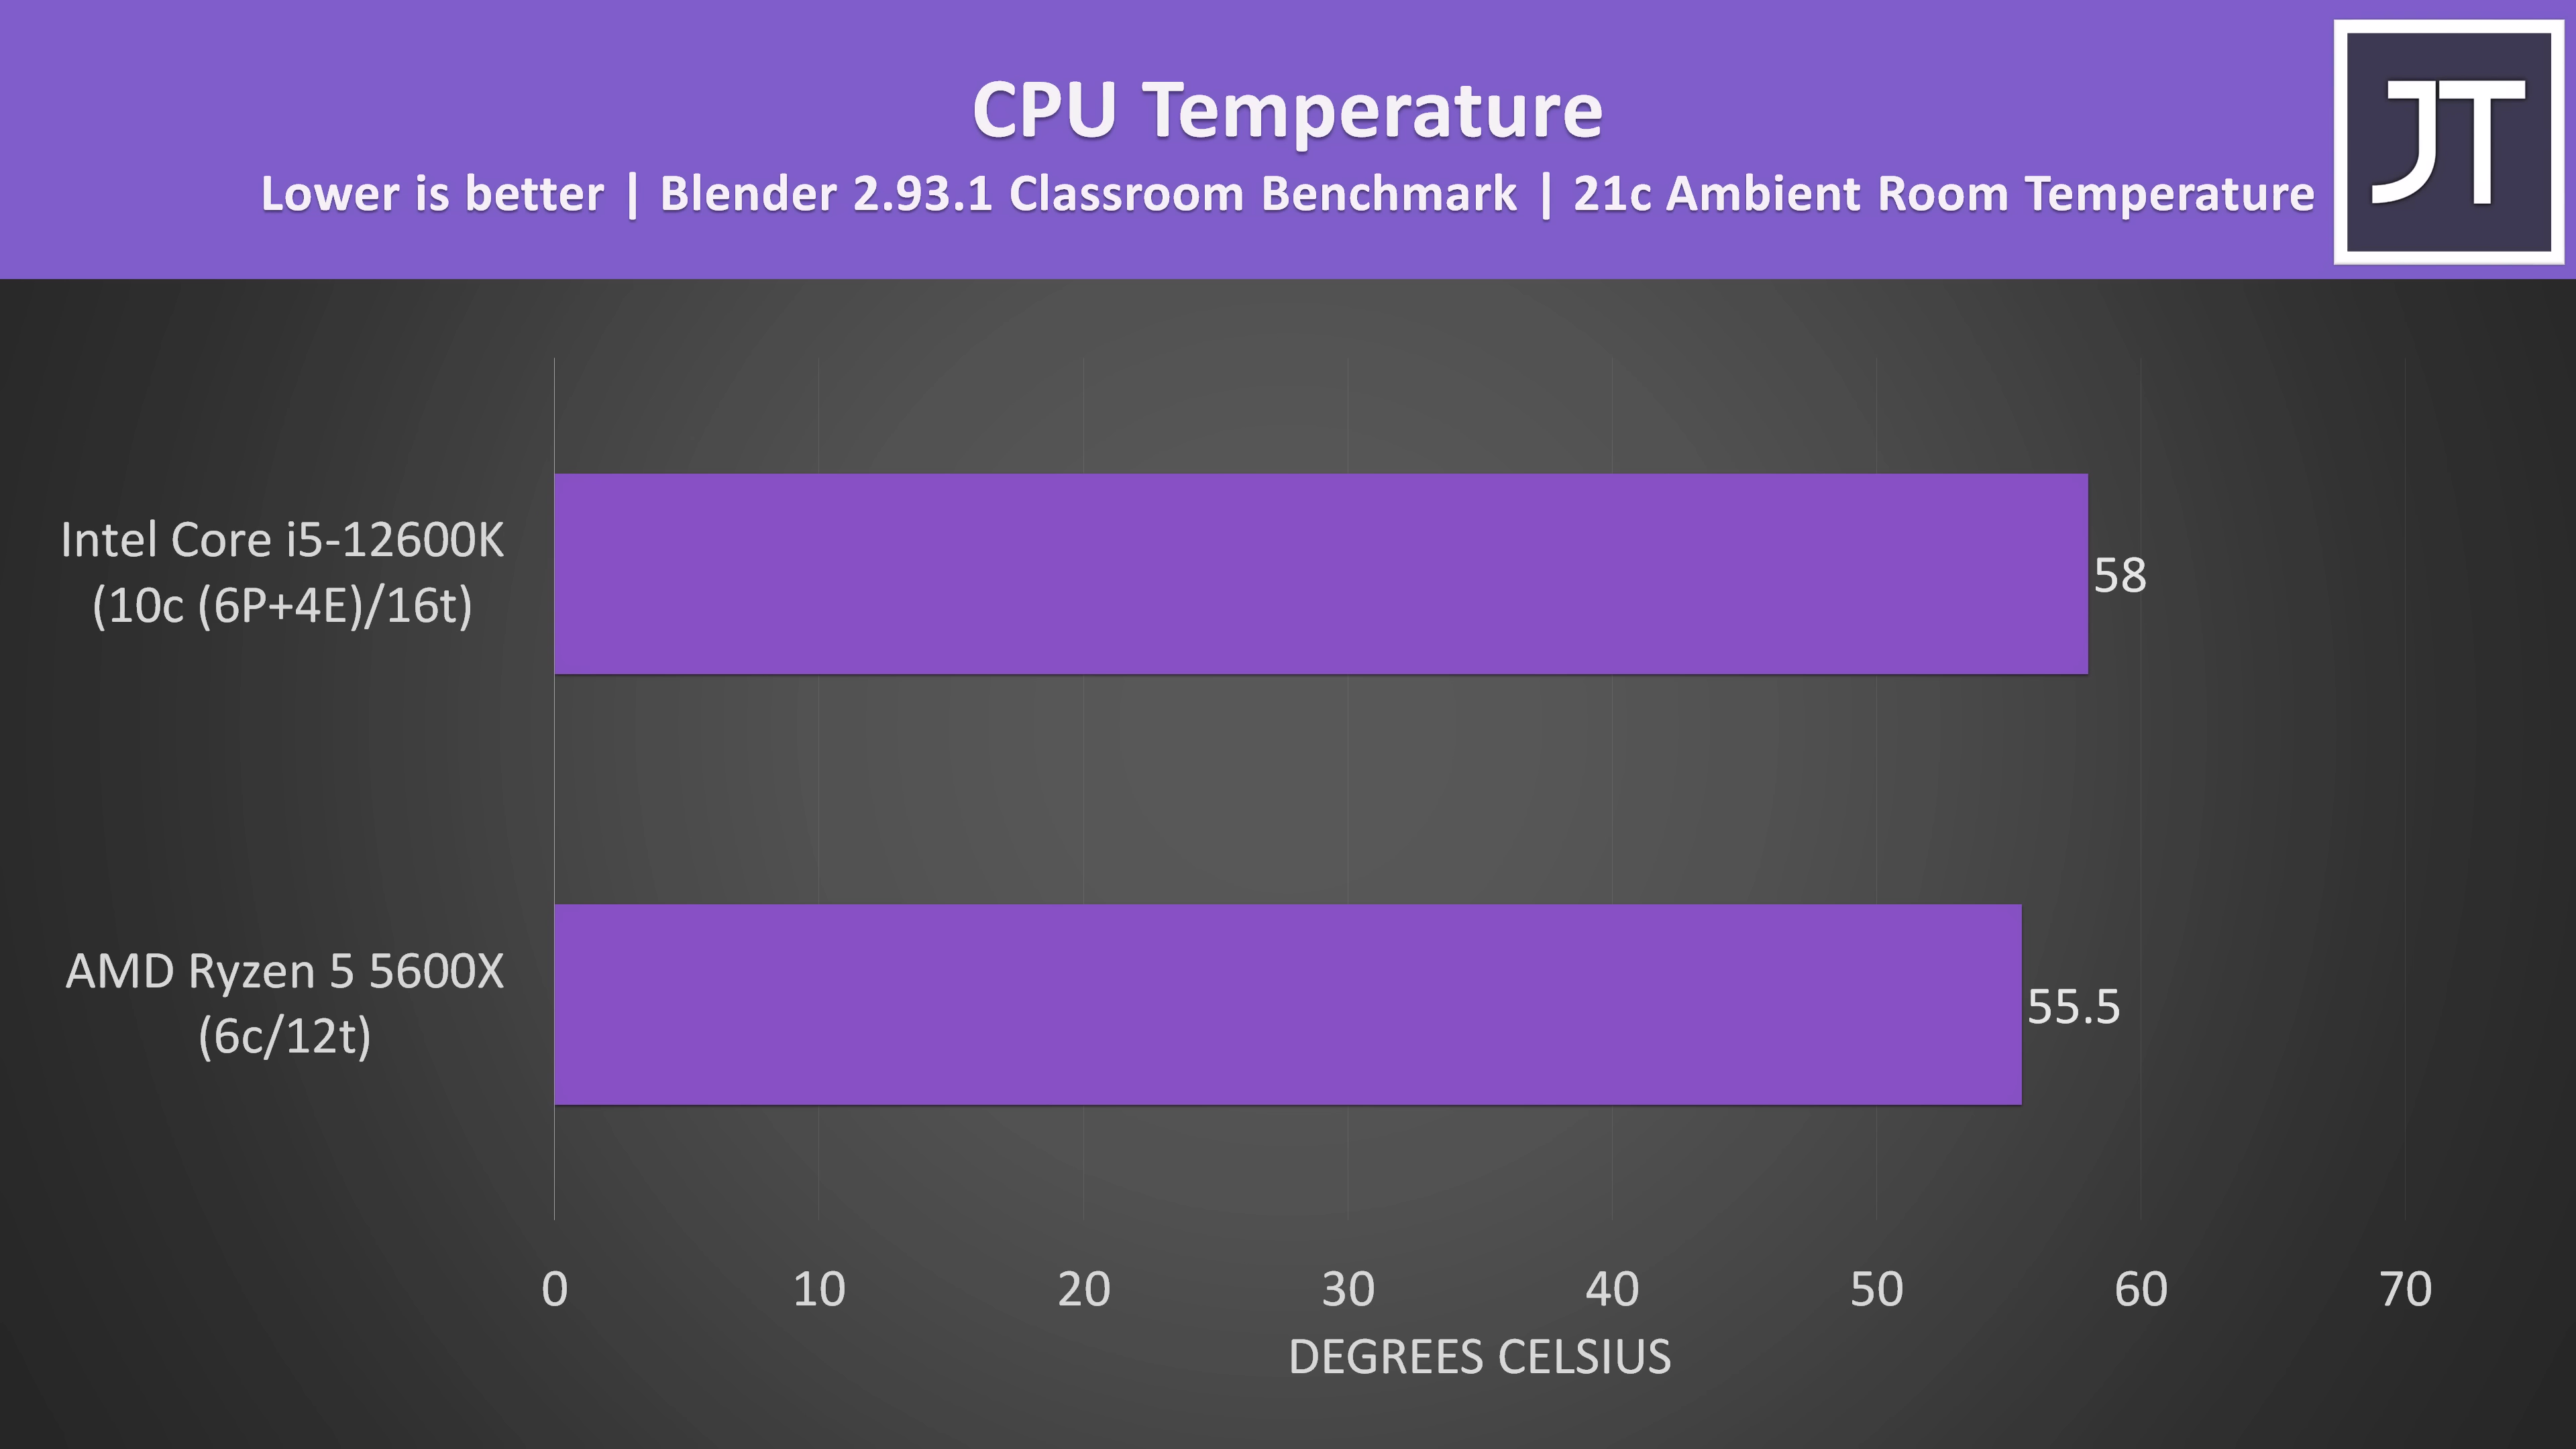 CPU Temperature
Lower is better | Blender 2.93.1 Classroom Benchmark | 21c Ambient Room Temperature
JT
Intel Core i5-12600K
(10c (6P+4E)/16t)
58
AMD Ryzen 5 5600X
(6c/12t)
55.5
0 10 20 30 40 50 60 70
DEGREES CELSIUS